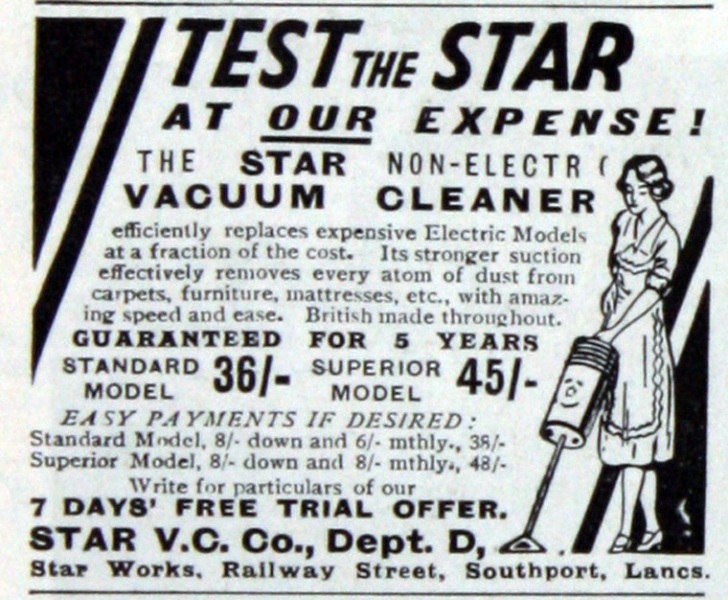 TEST THE STAR
AT OUR EXPENSE!
THE STAR NON-ELECTR
VACUUM CLEANER
efficiently replaces expensive Electric Models
at a fraction of the cost. Its stronger suction
effectively removes every atom of dust from
carpets, furniture, mattresses, etc., with amaz-
ing speed and ease. British made throughout.
GUARANTEED FOR 5 YEARS
STANDARD MODEL 36/- SUPERIOR MODEL 45/-
EASY PAYMENTS IF DESIRED:
Standard Model, 8/- down and 6/- mthly., 38/-
Superior Model, 8/- down and 8/- mthly., 48/-
Write for particulars of our
7 DAYS' FREE TRIAL OFFER.
STAR V.C. Co., Dept. D,
Star Works, Railway Street, Southport, Lancs.